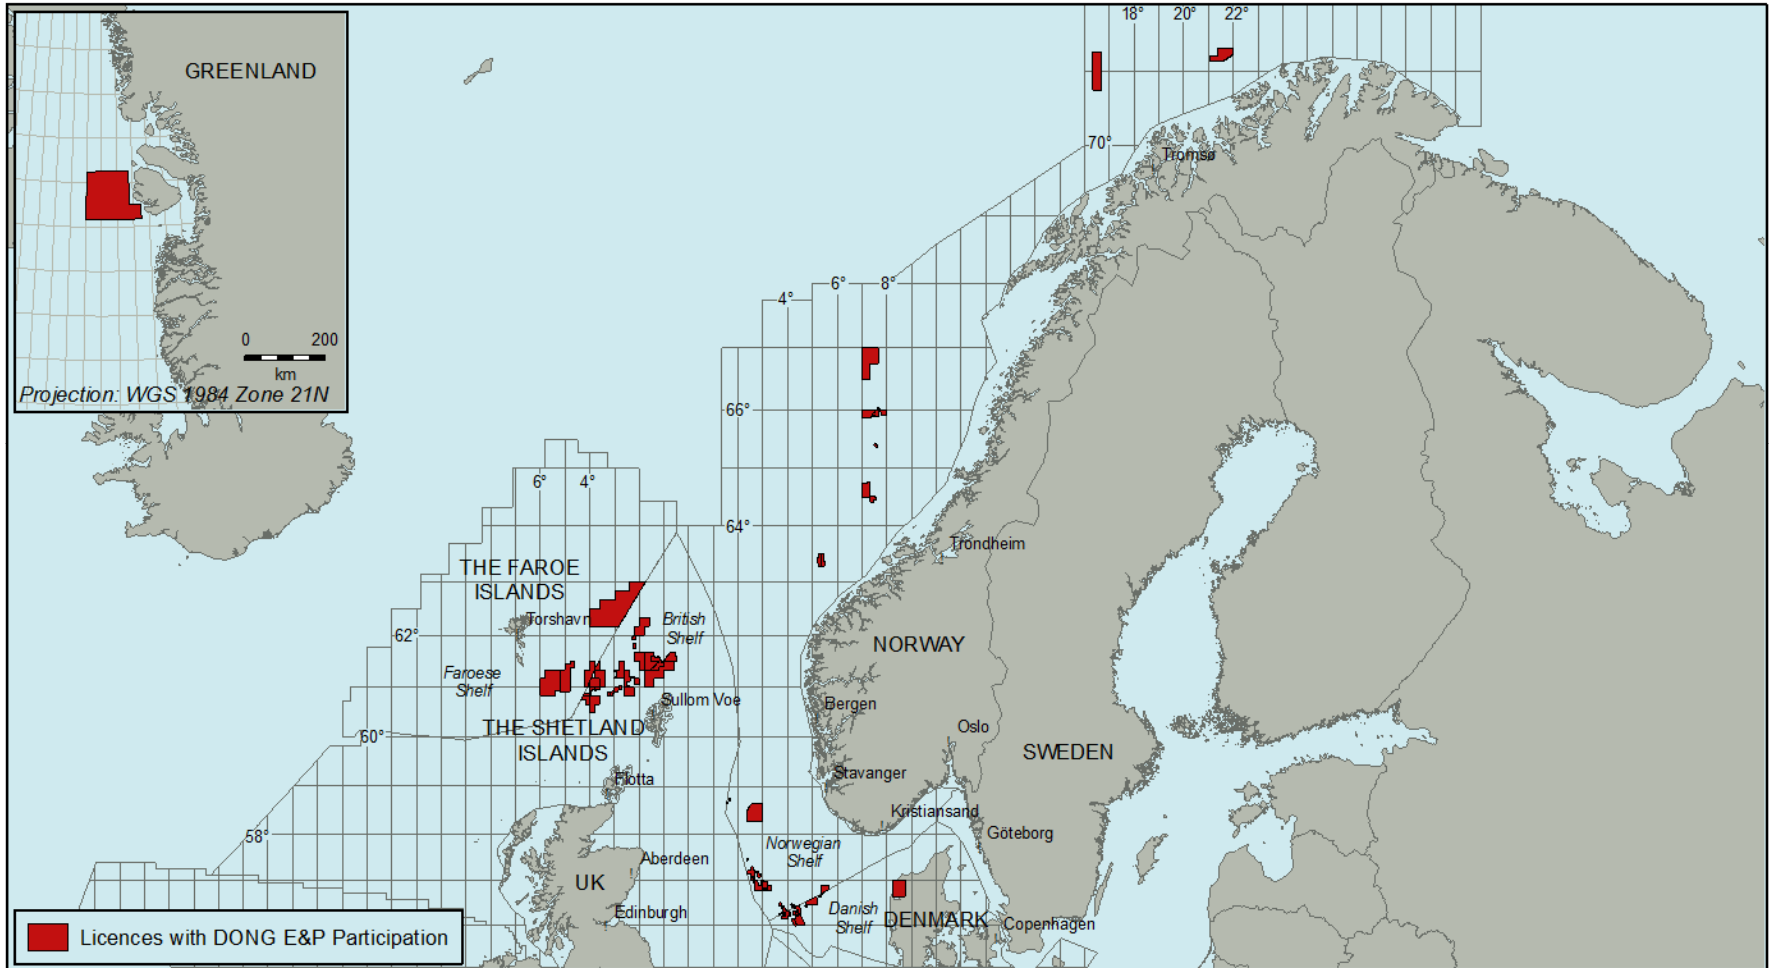 GREENLAND
0 200
km
Projection: WGS 1984 Zone 21N
18° 20° 22°
70°
Tromsø
6° 8°
4°
66°
6° 4°
64°
Trondheim
THE FAROE
ISLANDS
Torshavn
British
Shelf
62°
NORWAY
Faroese
Shelf
Sullom Voe
Bergen
THE SHETLAND
ISLANDS
60°
Oslo
SWEDEN
Flotta
Stavanger
Kristiansand
58°
Göteborg
Norwegian
Shelf
Aberdeen
UK
Edinburgh
Danish
Shelf
DENMARK
Copenhagen
Licences with DONG E&P Participation